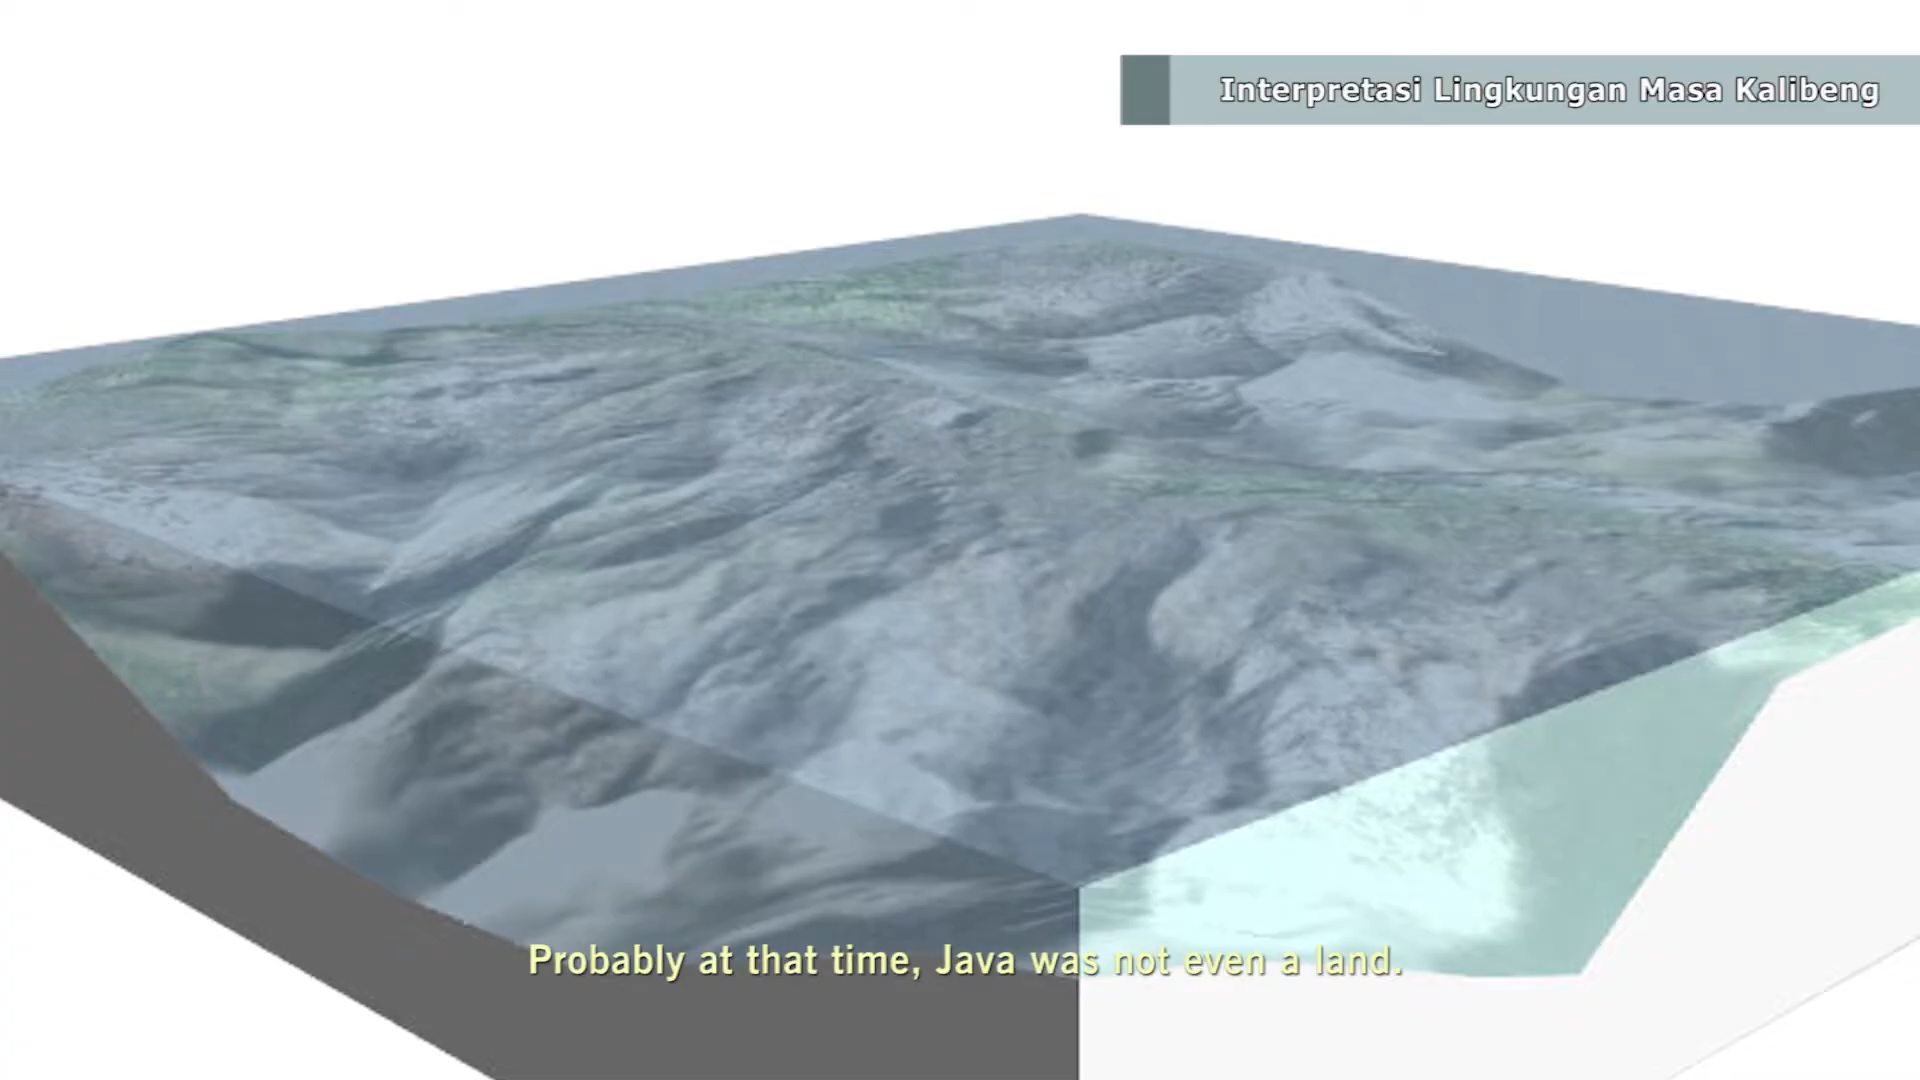 Interpretasi Lingkungan Masa Kalibeng
Probably at that time, Java was not even a land.